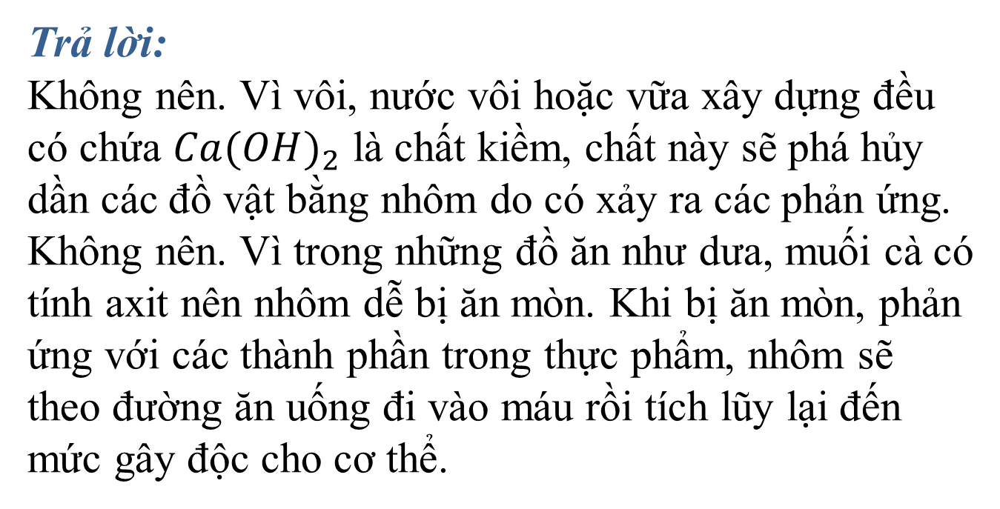 Trả lời:
Không nên. Vì vôi, nước vôi hoặc vữa xây dựng đều
có chứa Ca(OH)₂ là chất kiềm, chất này sẽ phá hủy
dần các đồ vật bằng nhôm do có xảy ra các phản ứng.
Không nên. Vì trong những đồ ăn như dưa, muối cà có
tính axit nên nhôm dễ bị ăn mòn. Khi bị ăn mòn, phản
ứng với các thành phần trong thực phẩm, nhôm sẽ
theo đường ăn uống đi vào máu rồi tích lũy lại đến
mức gây độc cho cơ thể.